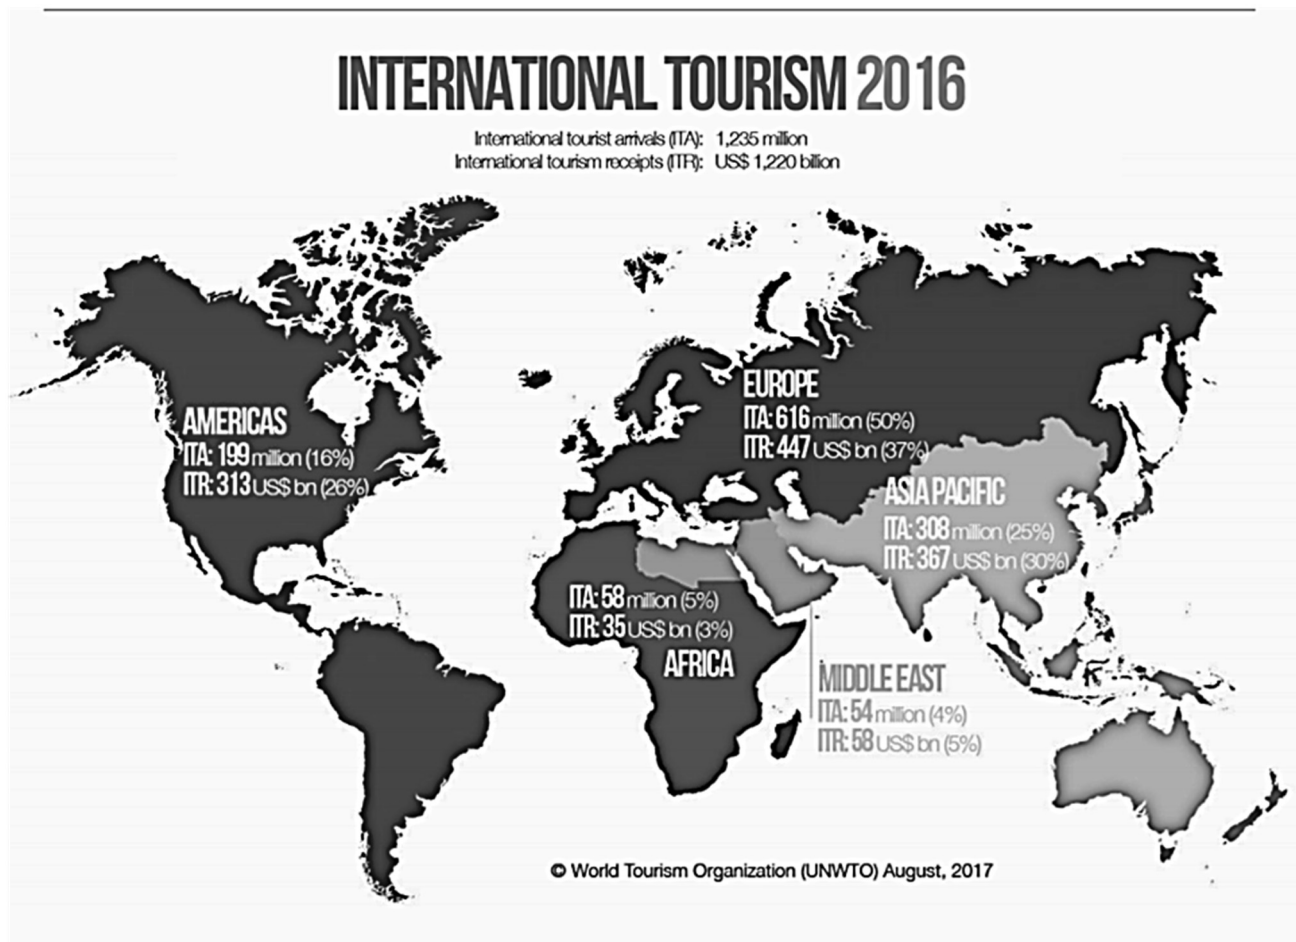 INTERNATIONAL TOURISM 2016
International tourist arrivals (ITA): 1,235 million
International tourism receipts (ITR): US$ 1,220 billion
AMERICAS
ITA: 199 million (16%)
ITR: 313 US$ bn (26%)
EUROPE
ITA: 616 million (50%)
ITR: 447 US$ bn (37%)
ASIA PACIFIC
ITA: 308 million (25%)
ITR: 367 US$ bn (30%)
ITA: 58 million (5%)
ITR: 35 US$ bn (3%)
AFRICA
MIDDLE EAST
ITA: 54 million (4%)
ITR: 58 US$ bn (5%)
© World Tourism Organization (UNWTO) August, 2017